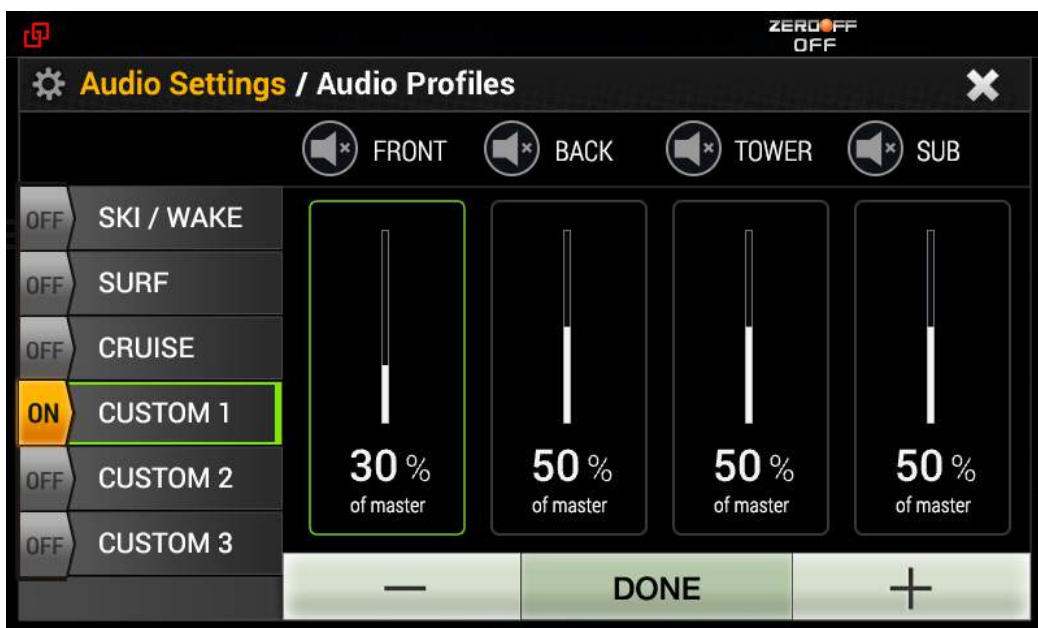 ZEROOFF
OFF
Audio Settings / Audio Profiles
FRONT BACK TOWER SUB
OFF SKI / WAKE
OFF SURF
OFF CRUISE
ON CUSTOM 1
OFF CUSTOM 2
OFF CUSTOM 3
30 % 50 % 50 % 50 %
of master of master of master of master
— DONE +